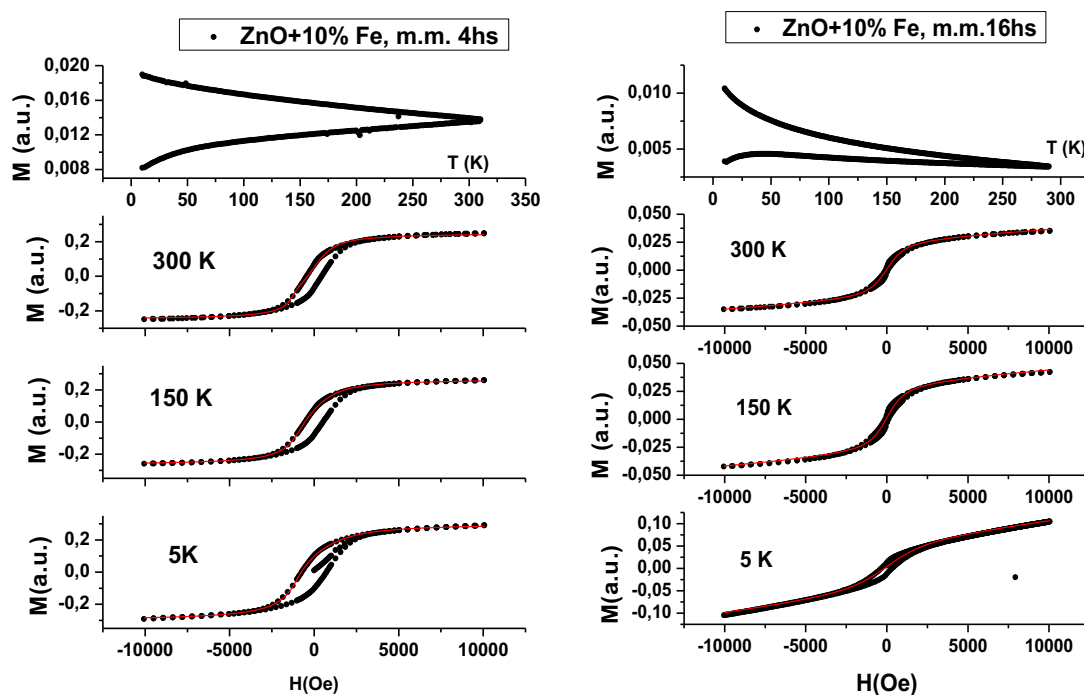 ZnO+10% Fe, m.m. 4hs
0,020
0,016
0,012
0,008
M (a.u.)
T (K)
0 50 100 150 200 250 300 350
0,2
0,0
-0,2
M (a.u.)
300 K
0,2
0,0
-0,2
M (a.u.)
150 K
0,2
0,0
-0,2
M(a.u.)
5K
-10000 -5000 0 5000 10000
H(Oe)
ZnO+10% Fe, m.m.16hs
0,015
0,010
0,005
0,000
M (a.u.)
T (K)
0 50 100 150 200 250 300
0,050
0,025
0,000
-0,025
-0,050
M(a.u.)
300 K
-10000 -5000 0 5000 10000
0,050
0,025
0,000
-0,025
-0,050
M (a.u.)
150 K
-10000 -5000 0 5000 10000
0,10
0,05
0,00
-0,05
-0,10
M(a.u.)
5 K
-10000 -5000 0 5000 10000
H(Oe)